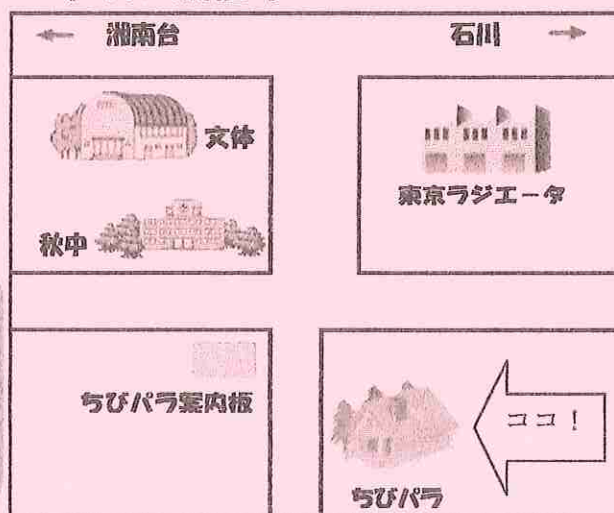 ← 湘南台 石川 →
文体
東京ラジエータ
秋中
ちびパラ案内板
ココ！
ちびパラ